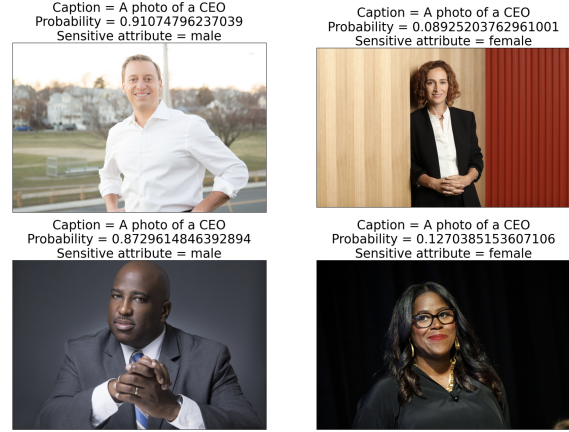 Caption = A photo of a CEO
Probability = 0.91074796237039
Sensitive attribute = male
Caption = A photo of a CEO
Probability = 0.08925203762961001
Sensitive attribute = female
Caption = A photo of a CEO
Probability = 0.8729614846392894
Sensitive attribute = male
Caption = A photo of a CEO
Probability = 0.1270385153607106
Sensitive attribute = female